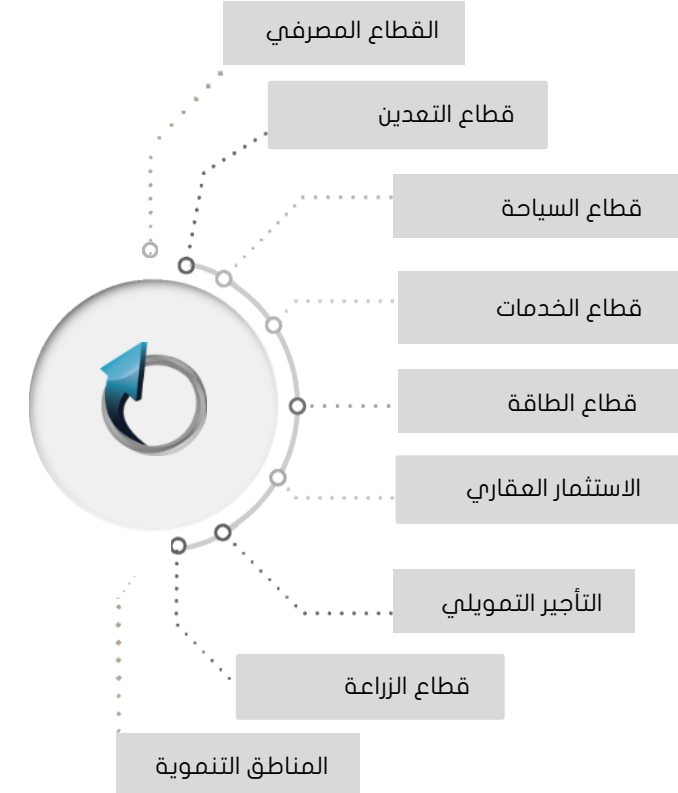 القطاع المصرفي
قطاع التعدين
قطاع السياحة
قطاع الخدمات
قطاع الطاقة
الاستثمار العقاري
التأجير التمويلي
قطاع الزراعة
المناطق التنموية